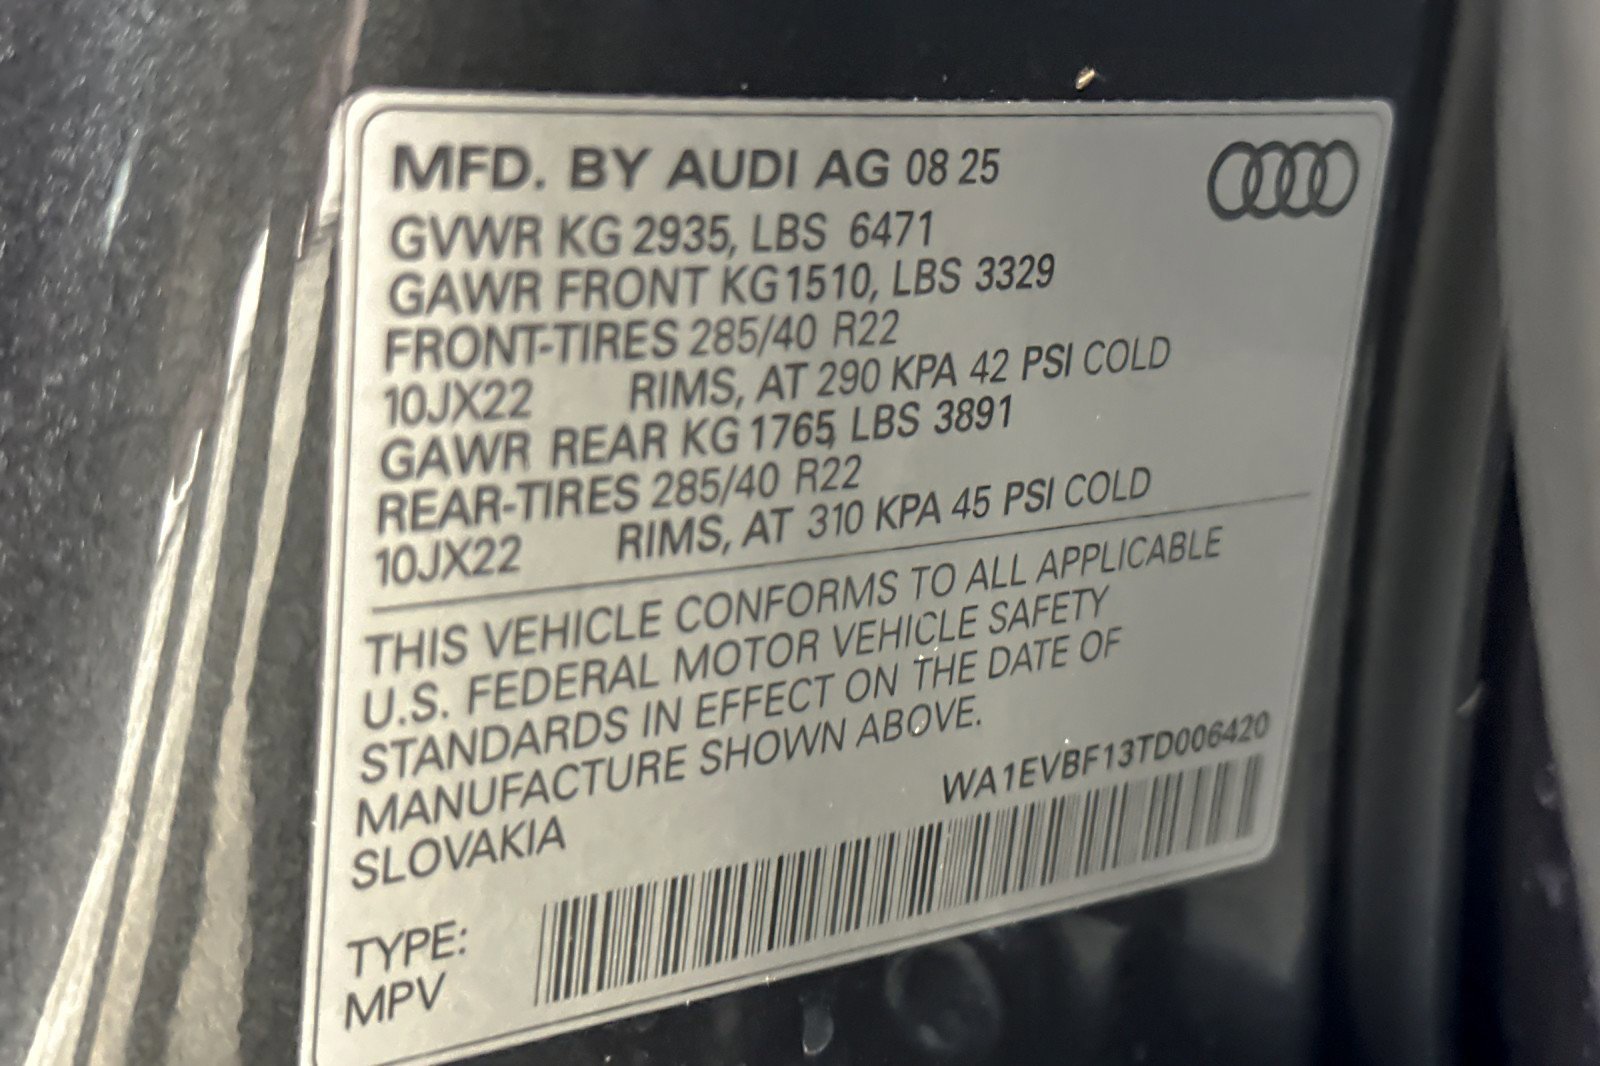 MFD. BY AUDI AG 08 25
GVWR KG 2935, LBS 6471
GAWR FRONT KG 1510, LBS 3329
FRONT-TIRES 285/40 R22
10JX22 RIMS, AT 290 KPA 42 PSI COLD
GAWR REAR KG 1765, LBS 3891
REAR-TIRES 285/40 R22
10JX22 RIMS, AT 310 KPA 45 PSI COLD
THIS VEHICLE CONFORMS TO ALL APPLICABLE
U.S. FEDERAL MOTOR VEHICLE SAFETY
STANDARDS IN EFFECT ON THE DATE OF
MANUFACTURE SHOWN ABOVE.
SLOVAKIA
WA1EVBF13TD006420
TYPE:
MPV